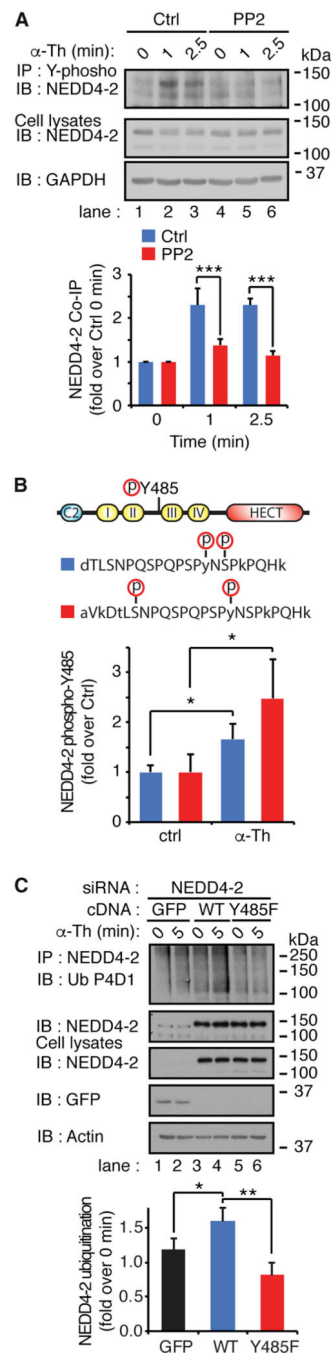 A
Ctrl PP2
α-Th (min): 0 1 2.5 0 1 2.5
IP : Y-phospho kDa
IB : NEDD4-2 150
100
Cell lysates
IB : NEDD4-2 150
100
IB : GAPDH 37
lane : 1 2 3 4 5 6
Ctrl
PP2
NEDD4-2 Co-IP
(fold over Ctrl 0 min)
3
2
1
0
*** ***
0 1 2.5
Time (min)
B
p Y485
C2 I II III IV HECT
p p
dTLSNPQSPQPSPyNSPkPQHk
p p
aVkDtLSNPQSPQPSPyNSPkPQHk
NEDD4-2 phospho-Y485
(fold over Ctrl)
3
2
1
0
* *
ctrl α-Th
C
siRNA : NEDD4-2
cDNA : GFP WT Y485F
α-Th (min): 0 5 0 5 0 5
kDa
IP : NEDD4-2 250
IB : Ub P4D1 150
100
IB : NEDD4-2 150
100
Cell lysates
IB : NEDD4-2 150
100
IB : GFP 37
IB : Actin
37
lane : 1 2 3 4 5 6
NEDD4-2 ubiquitination
(fold over 0 min)
1.5
1.0
0.5
0.0
* **
GFP WT Y485F